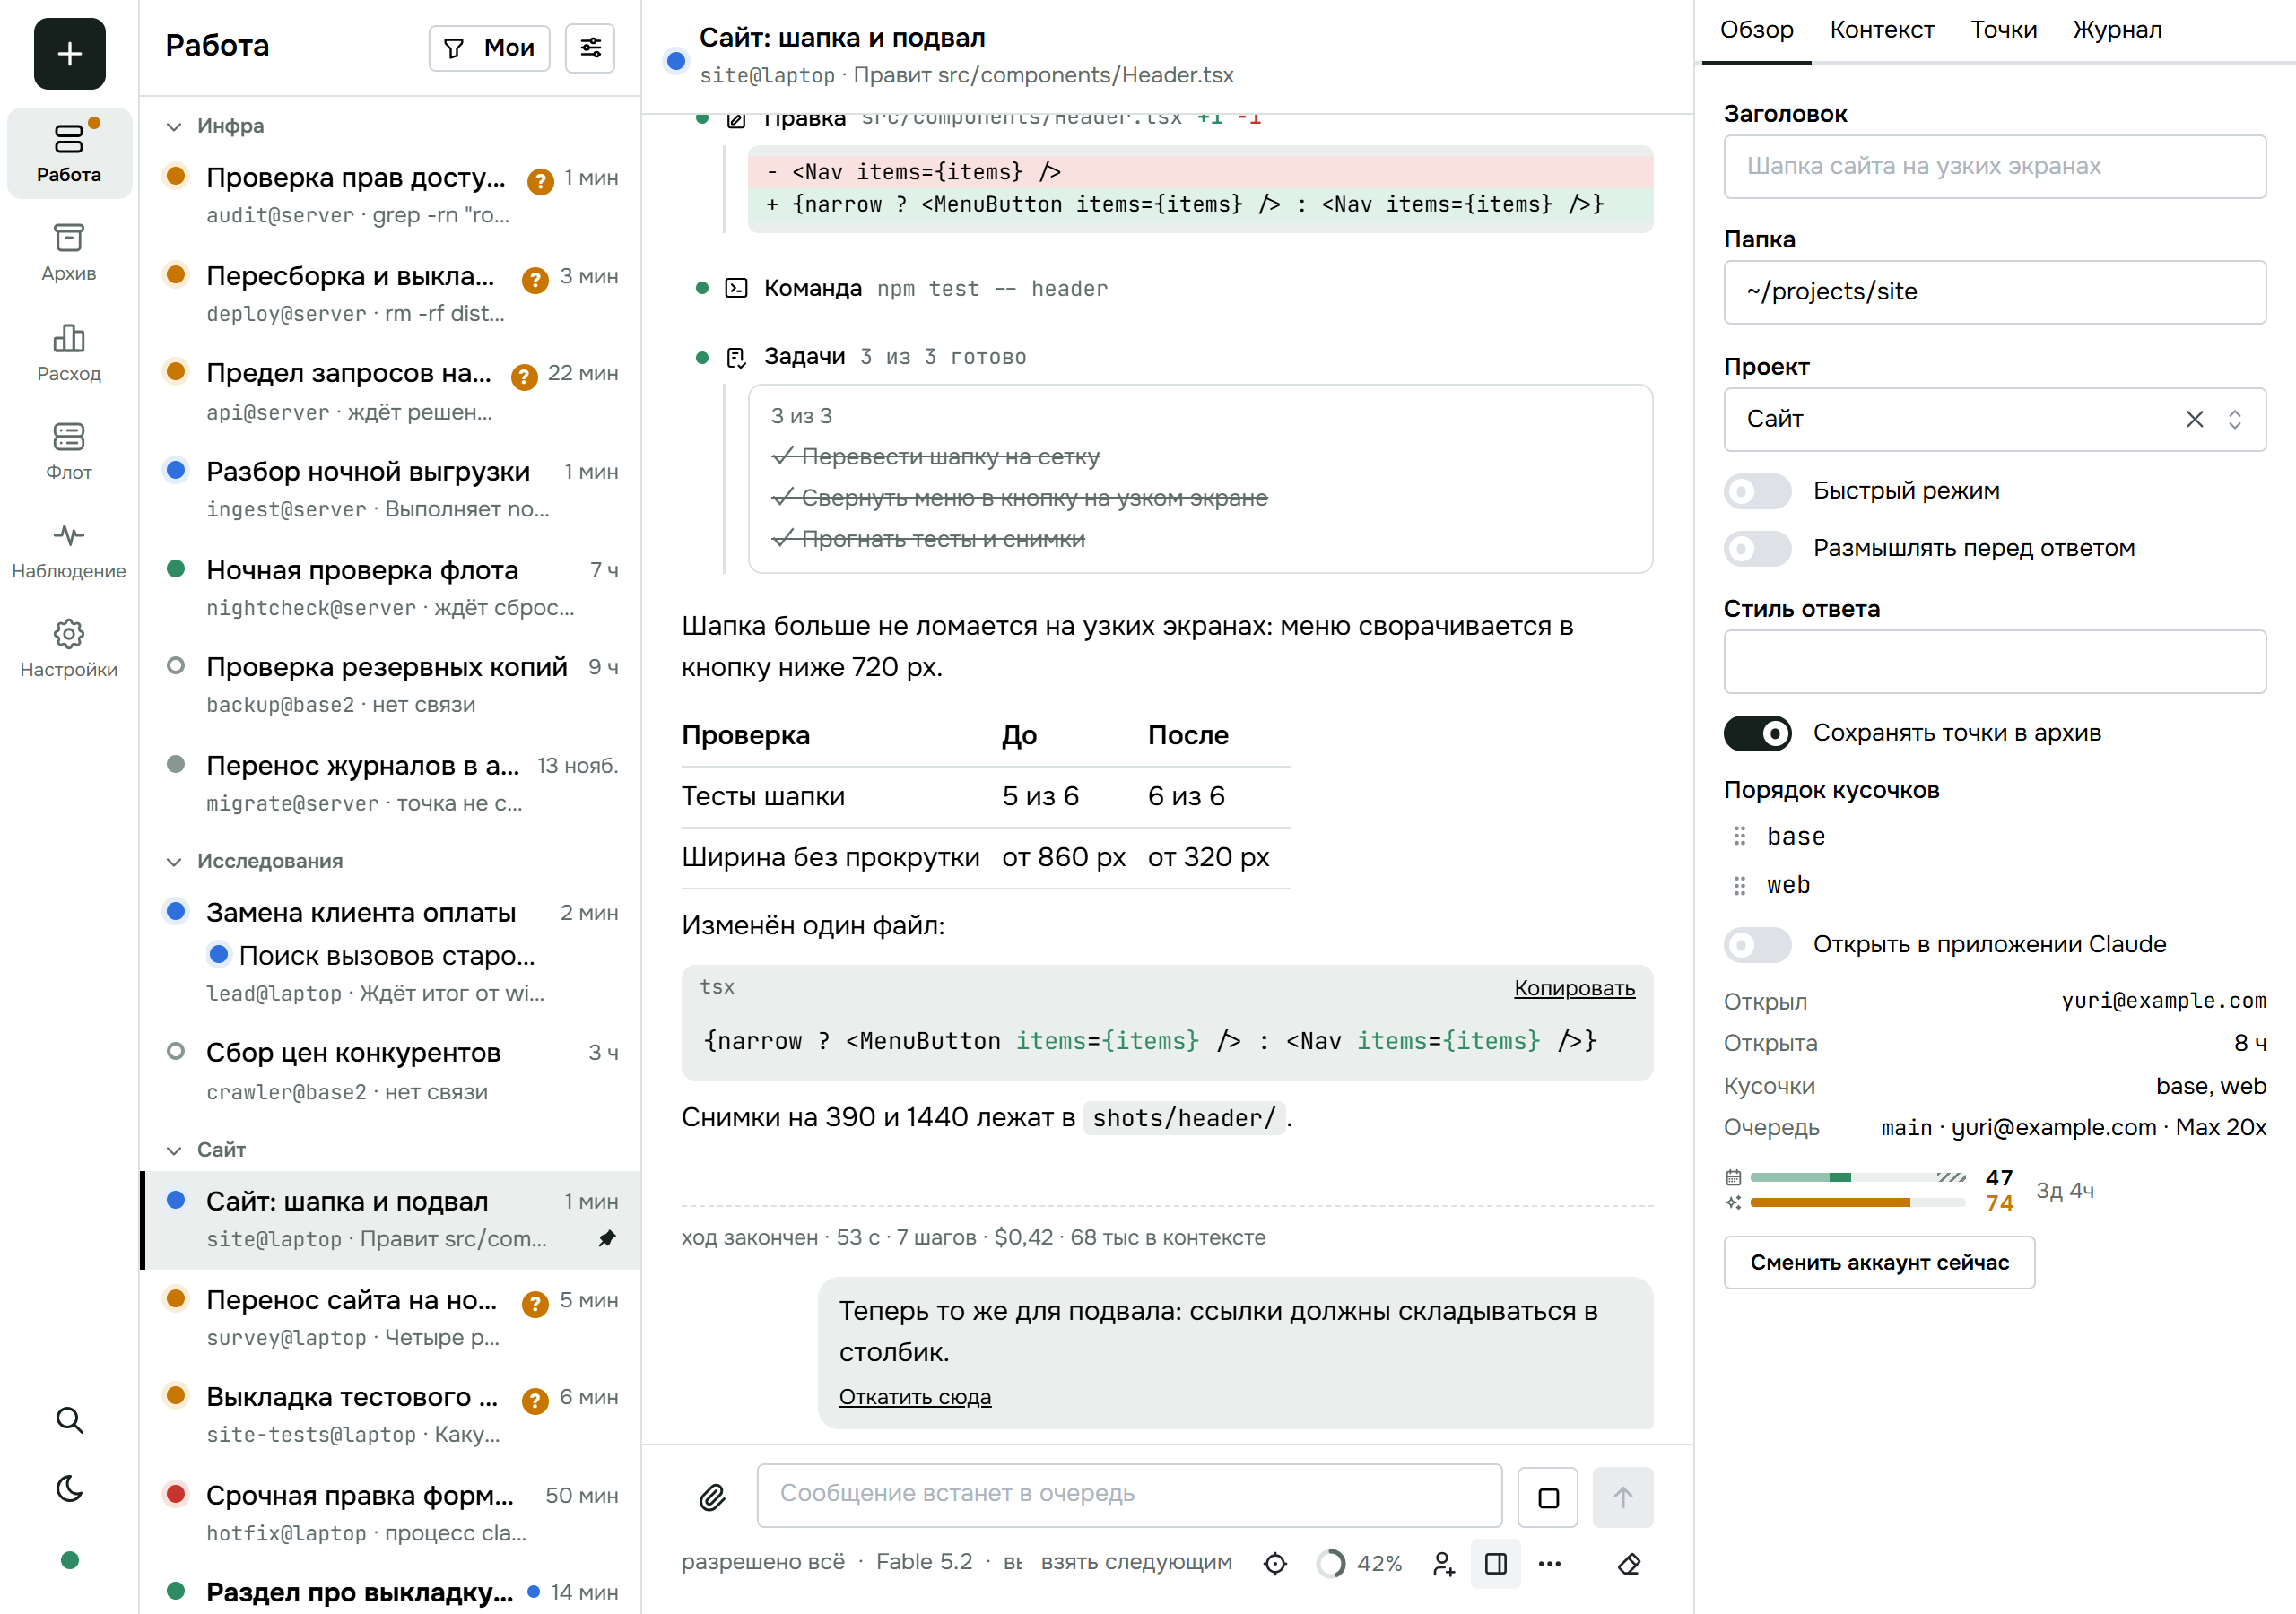 Работа
Архив
Расход
Флот
Наблюдение
Настройки
Работа
Мои
Инфра
Проверка прав досту... ? 1 мин
audit@server · grep -rn "ro...
Пересборка и выкла... ? 3 мин
deploy@server · rm -rf dist...
Предел запросов на... ? 22 мин
api@server · ждёт решен...
Разбор ночной выгрузки 1 мин
ingest@server · Выполняет по...
Ночная проверка флота 7 ч
nightcheck@server · ждёт сброс...
Проверка резервных копий 9 ч
backup@base2 · нет связи
Перенос журналов в а... 13 нояб.
migrate@server · точка не с...
Исследования
Замена клиента оплаты 2 мин
Поиск вызовов старо...
lead@laptop · Ждёт итог от wi...
Сбор цен конкурентов 3 ч
crawler@base2 · нет связи
Сайт
Сайт: шапка и подвал 1 мин
site@laptop · Правит src/com...
Перенос сайта на но... ? 5 мин
survey@laptop · Четыре р...
Выкладка тестового ... ? 6 мин
site-tests@laptop · Каку...
Срочная правка форм... 50 мин
hotfix@laptop · процесс cla...
Раздел про выкладку... 14 мин
Сайт: шапка и подвал
site@laptop · Правит src/components/Header.tsx
Правка src/components/Header.tsx +1 -1
- <Nav items={items} />
+ {narrow ? <MenuButton items={items} /> : <Nav items={items} />}
Команда npm test -- header
Задачи 3 из 3 готово
3 из 3
✓ Перевести шапку на сетку
✓ Свернуть меню в кнопку на узком экране
✓ Прогнать тесты и снимки
Шапка больше не ломается на узких экранах: меню сворачивается в
кнопку ниже 720 px.
Проверка До После
Тесты шапки 5 из 6 6 из 6
Ширина без прокрутки от 860 px от 320 px
Изменён один файл:
tsx Копировать
{narrow ? <MenuButton items={items} /> : <Nav items={items} />}
Снимки на 390 и 1440 лежат в shots/header/.
ход закончен · 53 с · 7 шагов · $0,42 · 68 тыс в контексте
Теперь то же для подвала: ссылки должны складываться в
столбик.
Откатить сюда
Сообщение встанет в очередь
разрешено всё · Fable 5.2 · взять следующим 42%
Обзор Контекст Точки Журнал
Заголовок
Шапка сайта на узких экранах
Папка
~/projects/site
Проект
Сайт
Быстрый режим
Размышлять перед ответом
Стиль ответа
Сохранять точки в архив
Порядок кусочков
base
web
Открыть в приложении Claude
Открыл yuri@example.com
Открыта 8 ч
Кусочки base, web
Очередь main · yuri@example.com · Max 20x
47
74
3д 4ч
Сменить аккаунт сейчас